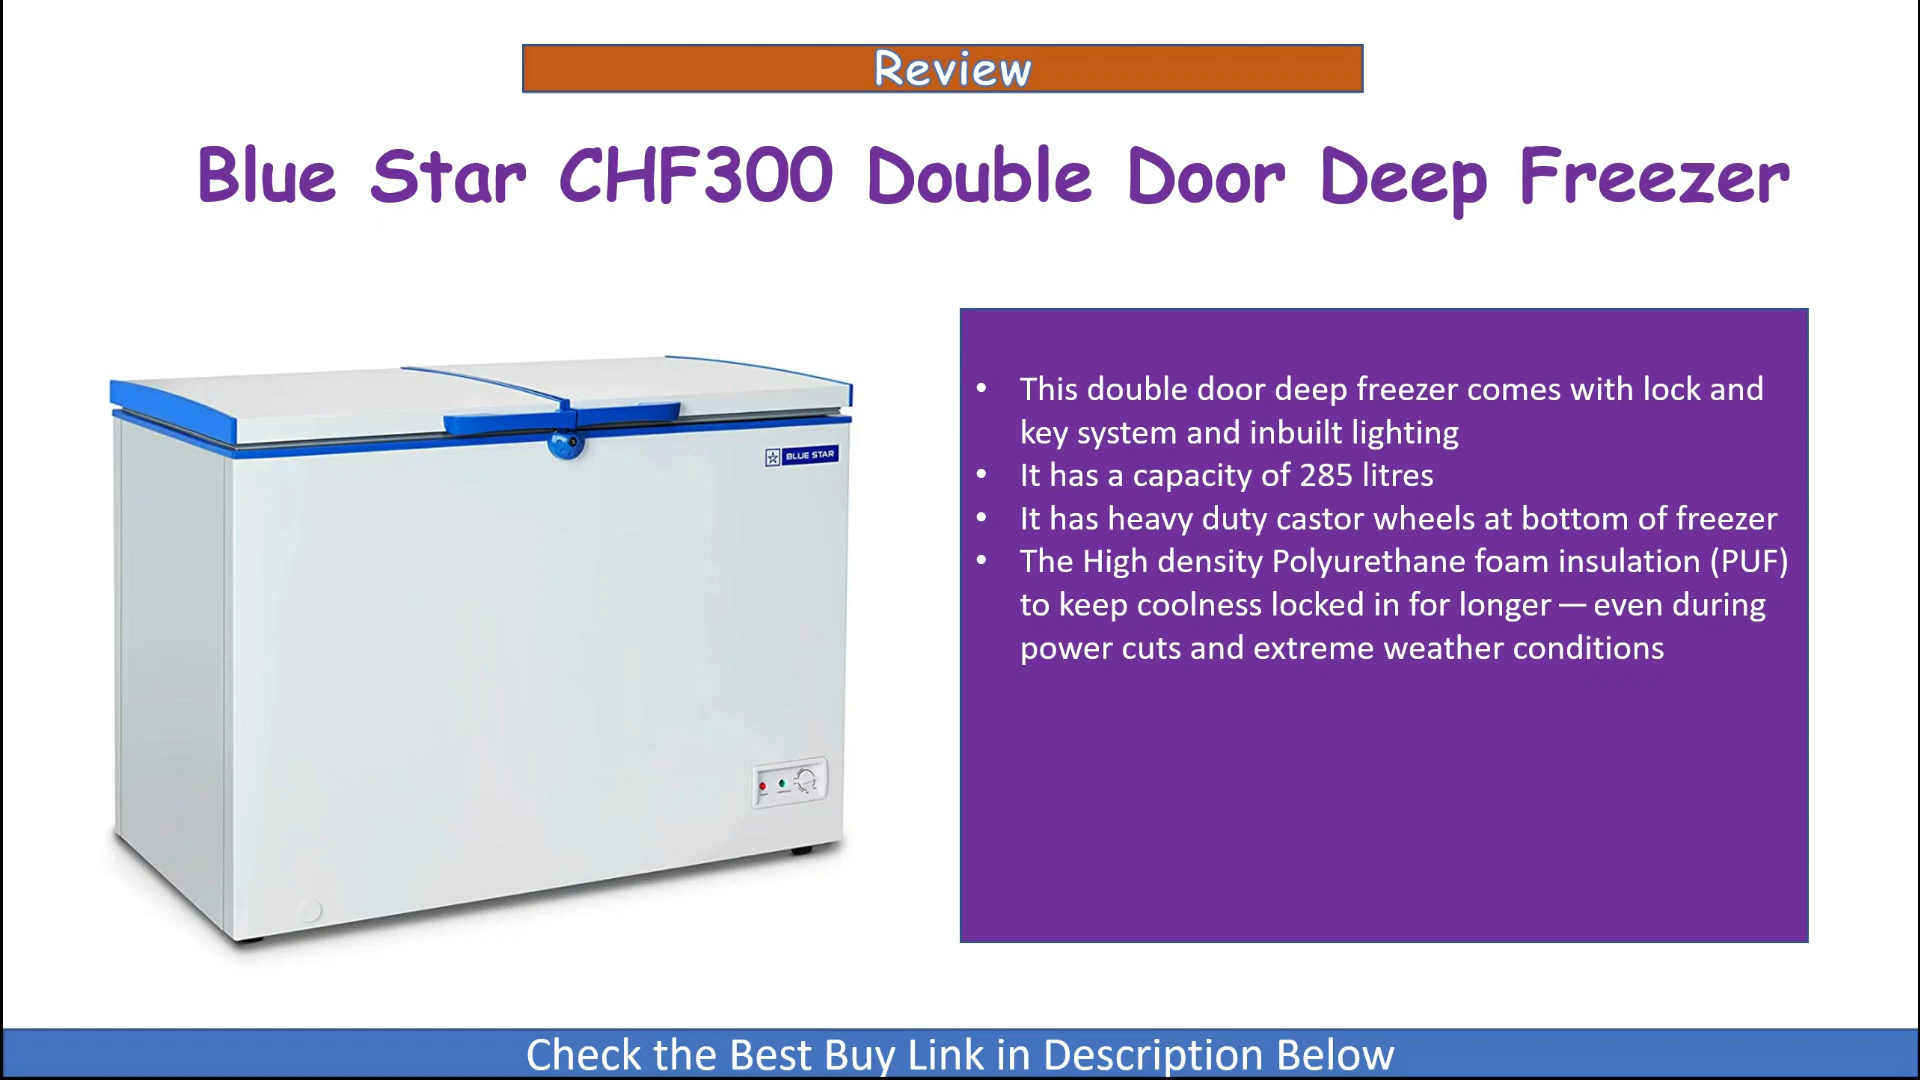 Review
Blue Star CHF300 Double Door Deep Freezer
BLUE STAR
• This double door deep freezer comes with lock and
key system and inbuilt lighting
• It has a capacity of 285 litres
• It has heavy duty castor wheels at bottom of freezer
• The High density Polyurethane foam insulation (PUF)
to keep coolness locked in for longer — even during
power cuts and extreme weather conditions
Check the Best Buy Link in Description Below